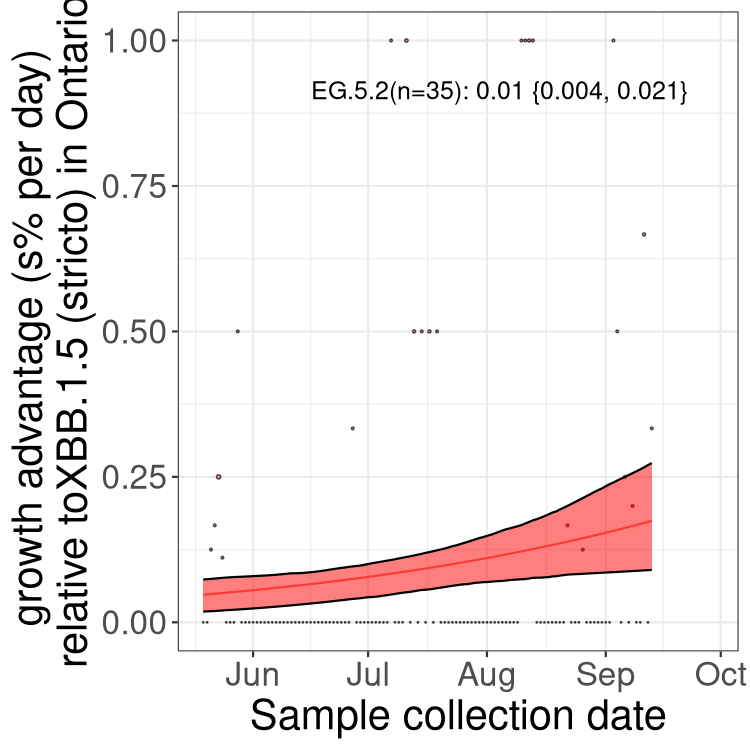 growth advantage (s% per day)
relative toXBB.1.5 (stricto) in Ontario
1.00
EG.5.2(n=35): 0.01 {0.004, 0.021}
0.75
0.50
0.25
0.00
Jun Jul Aug Sep Oct
Sample collection date